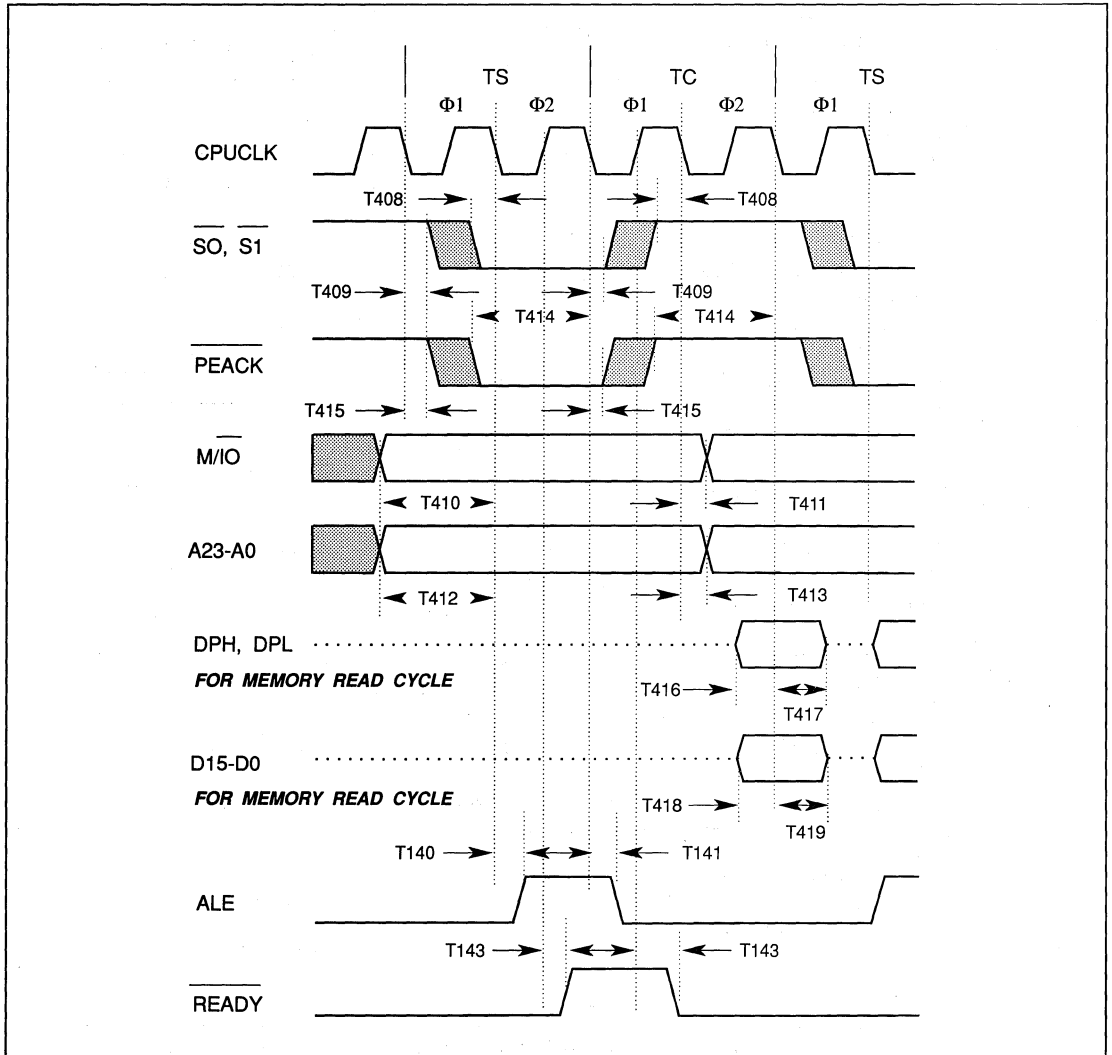 TS TC TS
Φ1 Φ2 Φ1 Φ2 Φ1
CPUCLK
T408 T408
SO, S1
T409 T409
T414 T414
PEACK
T415 T415
M/IO
T410 T411
A23-A0
T412 T413
DPH, DPL
FOR MEMORY READ CYCLE
T416
T417
D15-D0
FOR MEMORY READ CYCLE
T418
T419
T140 T141
ALE
T143 T143
READY